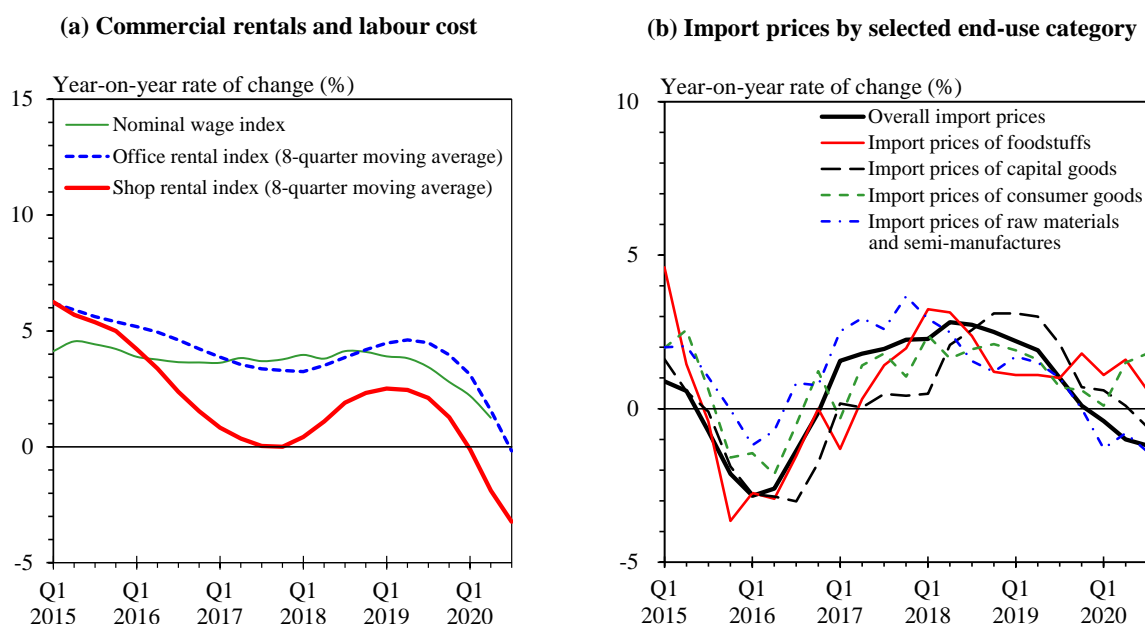 (a) Commercial rentals and labour cost
Year-on-year rate of change (%)
15
10
5
0
-5
Nominal wage index
Office rental index (8-quarter moving average)
Shop rental index (8-quarter moving average)
Q1 Q1 Q1 Q1 Q1 Q1
2015 2016 2017 2018 2019 2020
(b) Import prices by selected end-use category
Year-on-year rate of change (%)
10
5
0
-5
Overall import prices
Import prices of foodstuffs
Import prices of capital goods
Import prices of consumer goods
Import prices of raw materials
and semi-manufactures
Q1 Q1 Q1 Q1 Q1 Q1
2015 2016 2017 2018 2019 2020